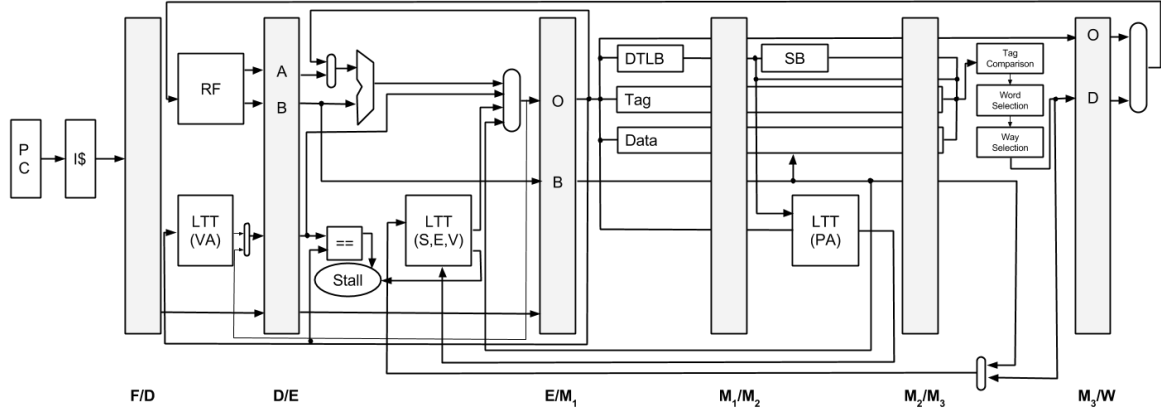 P
C
I$
RF
LTT
(VA)
A
B
==
Stall
LTT
(S,E,V)
O
B
DTLB
Tag
Data
SB
LTT
(PA)
Tag
Comparison
Word
Selection
Way
Selection
O
D
F/D
D/E
E/M1
M1/M2
M2/M3
M3/W